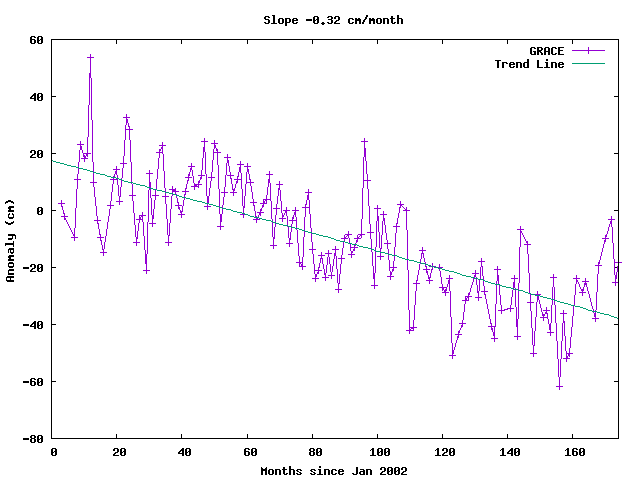 Slope -0.32 cm/month
GRACE
Trend Line
60
40
20
0
-20
-40
-60
-80
Anomaly (cm)
0 20 40 60 80 100 120 140 160
Months since Jan 2002